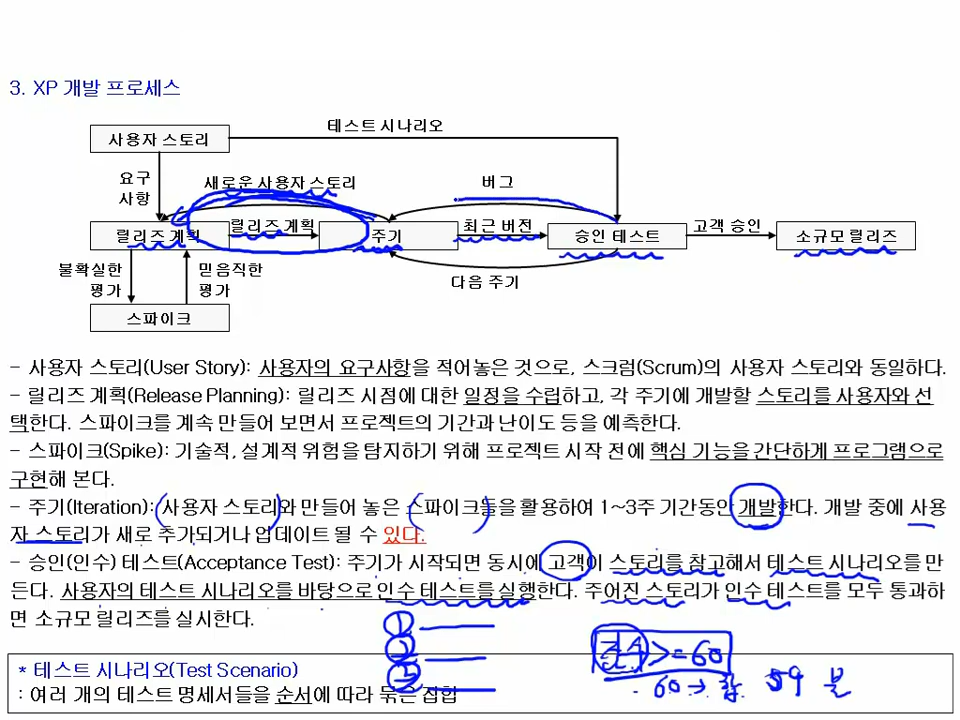 3. XP 개발 프로세스
테스트 시나리오
사용자 스토리
요구
사항
새로운 사용자 스토리
버그
릴리즈 계획
릴리즈 계획
주기
최근 버전
승인 테스트
고객 승인
소규모 릴리즈
불확실한
평가
믿음직한
평가
다음 주기
스파이크
- 사용자 스토리(User Story): 사용자의 요구사항을 적어놓은 것으로, 스크럼(Scrum)의 사용자 스토리와 동일하다.
- 릴리즈 계획(Release Planning): 릴리즈 시점에 대한 일정을 수립하고, 각 주기에 개발할 스토리를 사용자와 선
택한다. 스파이크를 계속 만들어 보면서 프로젝트의 기간과 난이도 등을 예측한다.
- 스파이크(Spike): 기술적, 설계적 위험을 탐지하기 위해 프로젝트 시작 전에 핵심 기능을 간단하게 프로그램으로
구현해 본다.
- 주기(Iteration): 사용자 스토리와 만들어 놓은 스파이크들을 활용하여 1~3주 기간동안 개발한다. 개발 중에 사용
자 스토리가 새로 추가되거나 업데이트 될 수 있다.
- 승인(인수) 테스트(Acceptance Test): 주기가 시작되면 동시에 고객이 스토리를 참고해서 테스트 시나리오를 만
든다. 사용자의 테스트 시나리오를 바탕으로 인수 테스트를 실행한다. 주어진 스토리가 인수 테스트를 모두 통과하
면 소규모 릴리즈를 실시한다.
①
②
③
>=60
60→ 59 불
* 테스트 시나리오(Test Scenario)
: 여러 개의 테스트 명세서들을 순서에 따라 묶은 집합